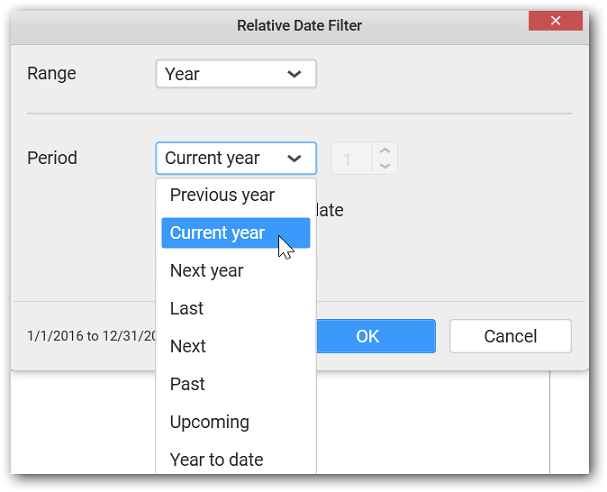 Relative Date Filter
Range
Year
Period
Current year
1
Previous year
date
Current year
Next year
Last
1/1/2016 to 12/31/20
OK
Cancel
Next
Past
Upcoming
Year to date